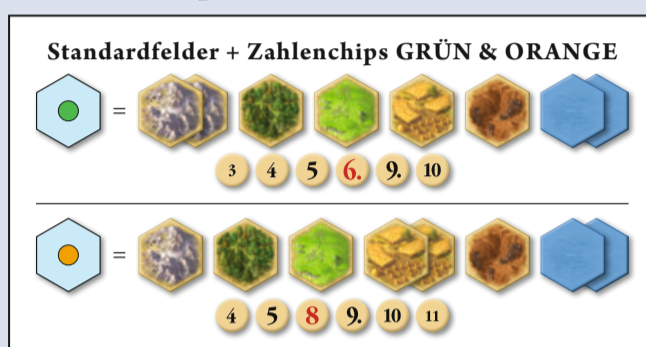 Standardfelder + Zahlenchips GRÜN & ORANGE
=
3 4 5 6. 9. 10
=
4 5 8 9. 10 11